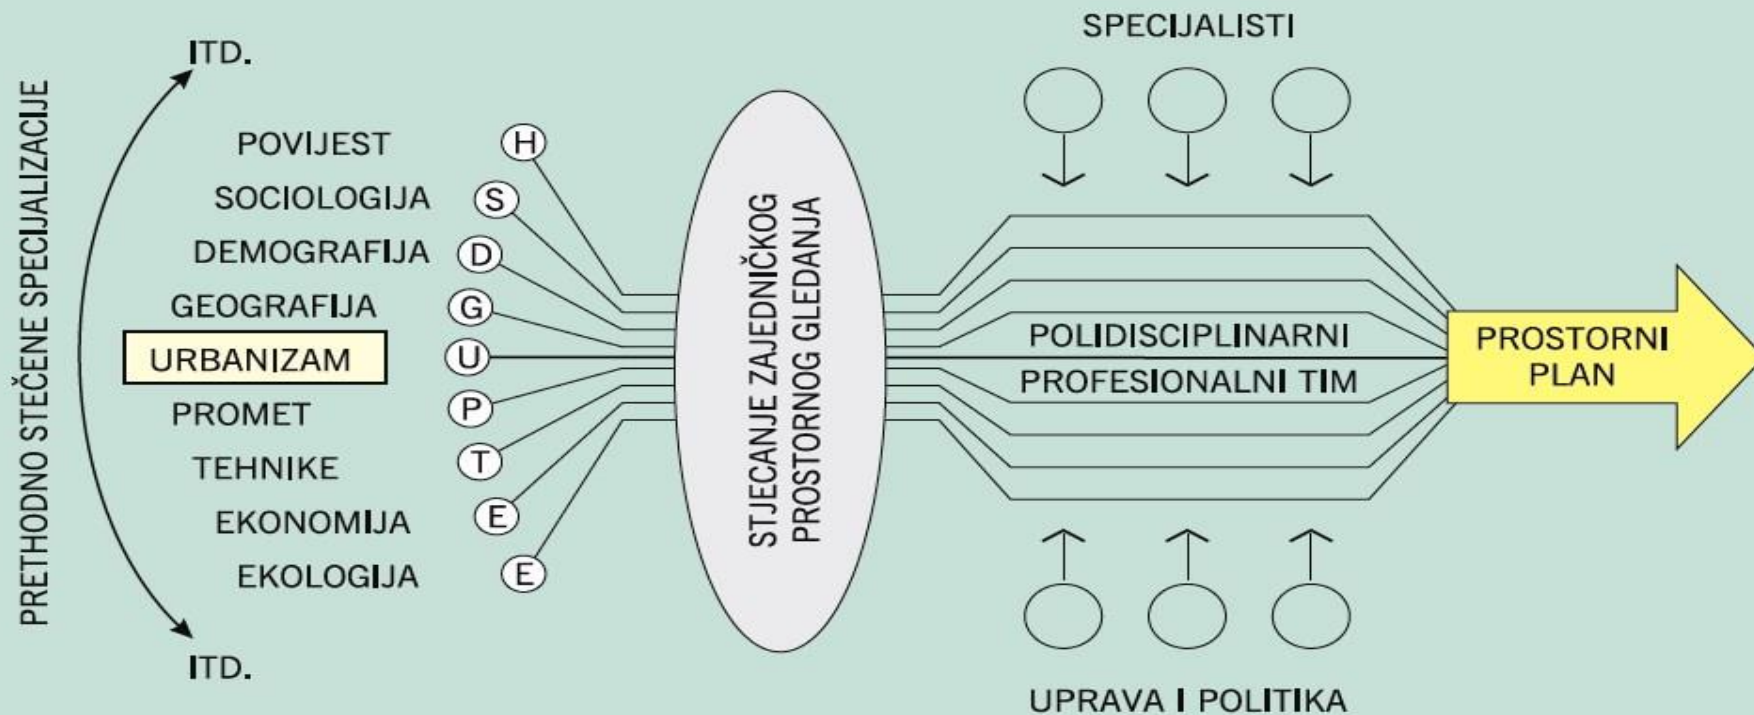 PRETHODNO STEČENE SPECIJALIZACIJE
ITD.
POVIJEST H
SOCIOLOGIJA S
DEMOGRAFIJA D
GEOGRAFIJA G
URBANIZAM U
PROMET P
TEHNIKE T
EKONOMIJA E
EKOLOGIJA E
ITD.
STJECANJE ZAJEDNIČKOG
PROSTORNOG GLEDANJA
SPECIJALISTI
POLIDISCIPLINARNI
PROFESIONALNI TIM
UPRAVA I POLITIKA
PROSTORNI
PLAN